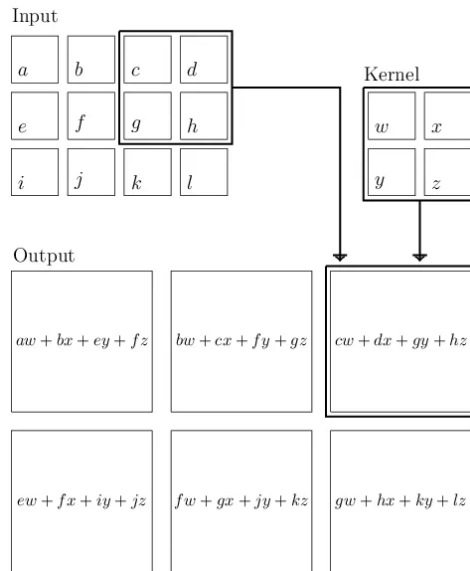 Input
a b c d
Kernel
e f g h
w x
i j k l
y z
Output
aw + bx + ey + fz
bw + cx + fy + gz
cw + dx + gy + hz
ew + fx + iy + jz
fw + gx + jy + kz
gw + hx + ky + lz